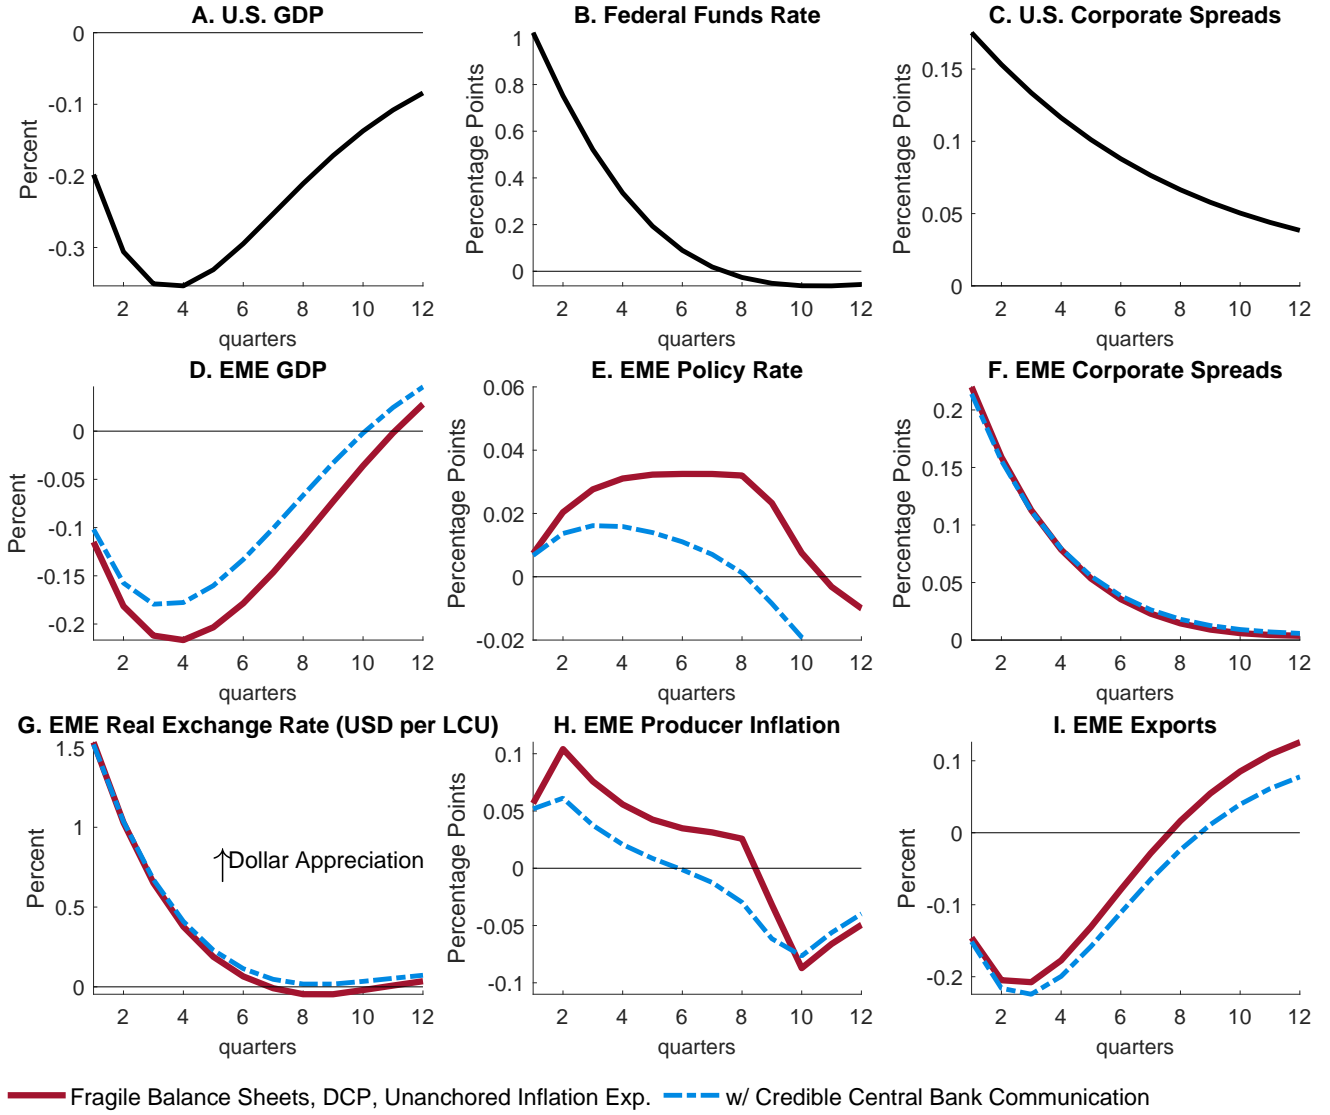 A. U.S. GDP
Percent
0
-0.1
-0.2
-0.3
2 4 6 8 10 12
quarters
B. Federal Funds Rate
Percentage Points
1
0.8
0.6
0.4
0.2
0
2 4 6 8 10 12
quarters
C. U.S. Corporate Spreads
Percentage Points
0.15
0.1
0.05
0
2 4 6 8 10 12
quarters
D. EME GDP
Percent
0
-0.05
-0.1
-0.15
-0.2
2 4 6 8 10 12
quarters
E. EME Policy Rate
Percentage Points
0.06
0.04
0.02
0
-0.02
2 4 6 8 10 12
quarters
F. EME Corporate Spreads
Percentage Points
0.2
0.15
0.1
0.05
0
2 4 6 8 10 12
quarters
G. EME Real Exchange Rate (USD per LCU)
Percent
1.5
1
0.5
0
Dollar Appreciation
2 4 6 8 10 12
quarters
H. EME Producer Inflation
Percentage Points
0.1
0.05
0
-0.05
-0.1
2 4 6 8 10 12
quarters
I. EME Exports
Percent
0.1
0
-0.1
-0.2
2 4 6 8 10 12
quarters
Fragile Balance Sheets, DCP, Unanchored Inflation Exp. w/ Credible Central Bank Communication